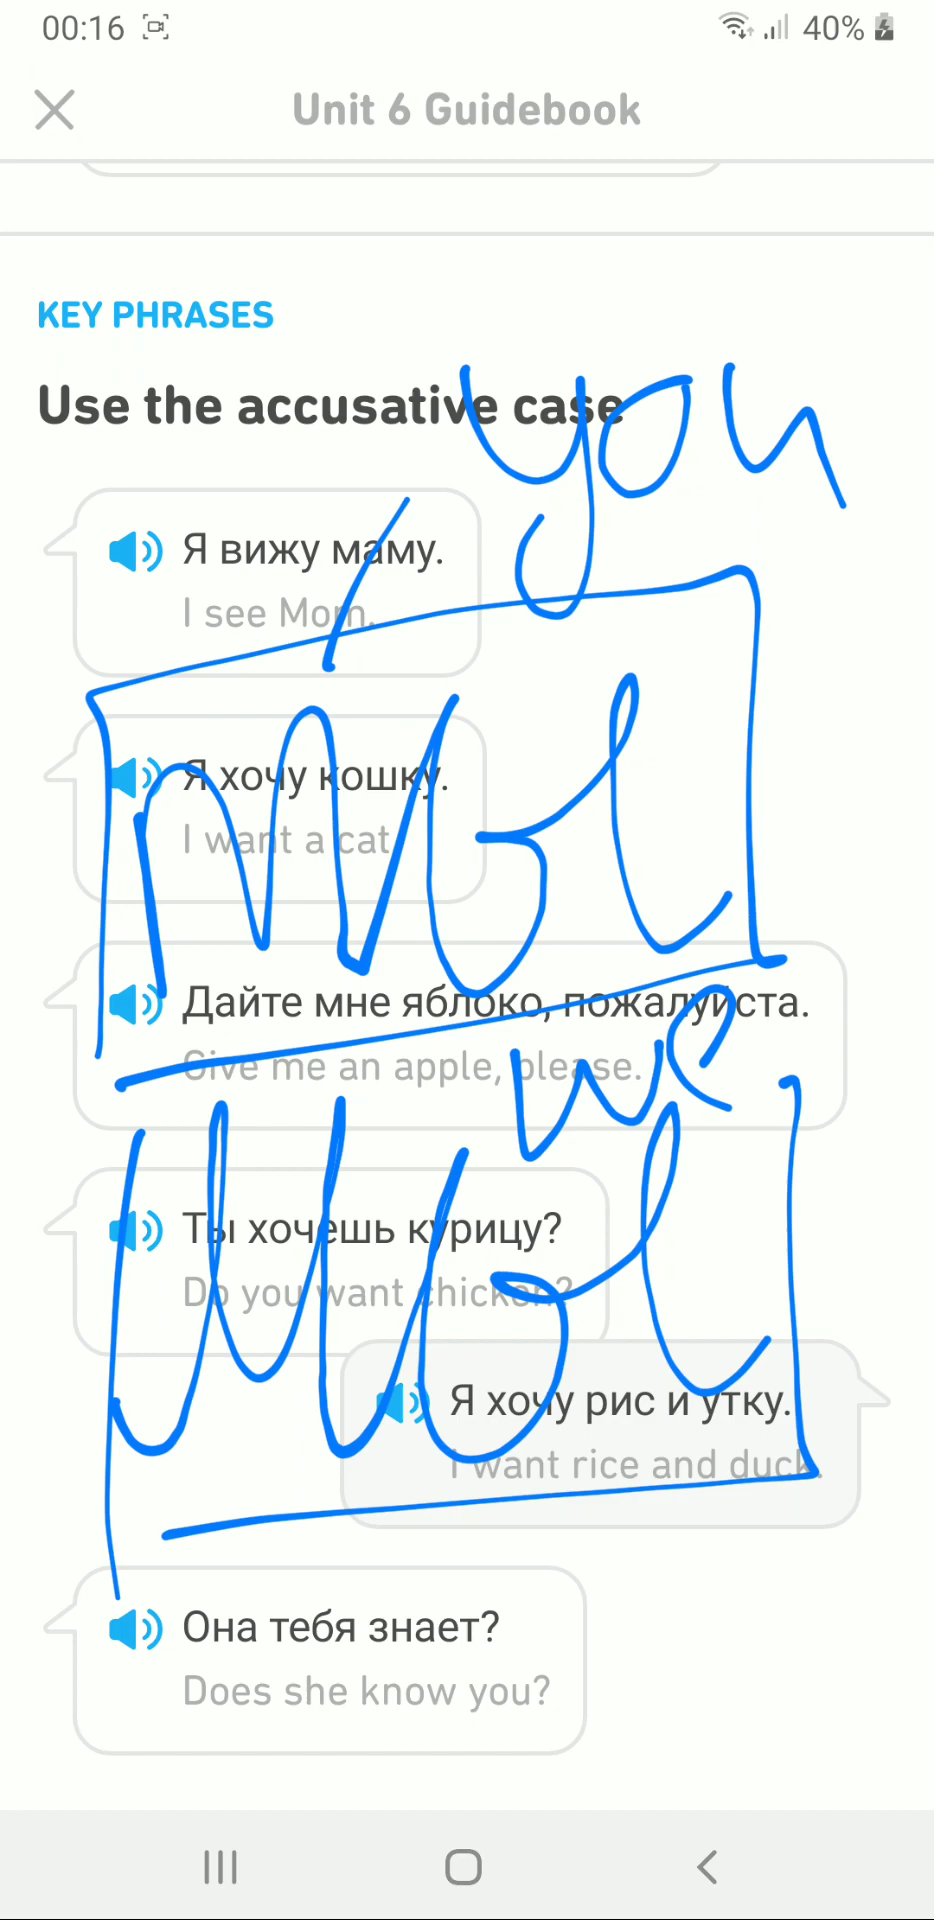 00:16 40%
Unit 6 Guidebook
KEY PHRASES
Use the accusative case
you
Я вижу маму.
I see Mom.
ты
Я хочу кошку.
I want a cat.
Дайте мне яблоко, пожалуйста.
Give me an apple, please.
we
мы
Ты хочешь курицу?
Do you want chicken?
Я хочу рис и утку.
I want rice and duck.
Она тебя знает?
Does she know you?